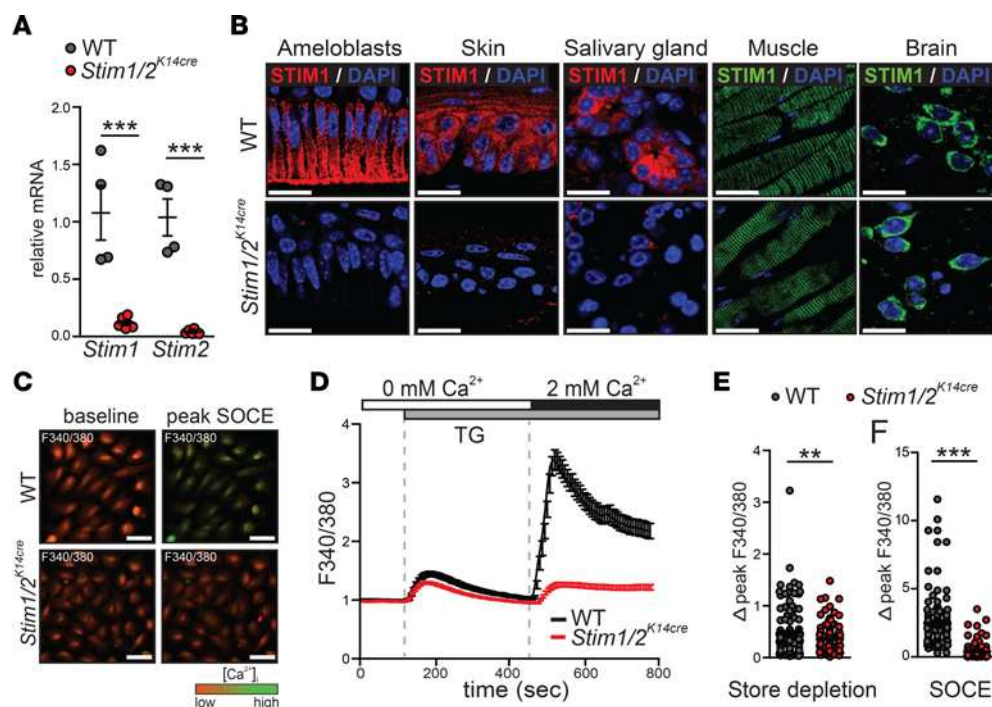 A
WT
Stim1/2K14cre
relative mRNA
2.0
1.5
1.0
0.5
0.0
***
***
Stim1
Stim2
B
Ameloblasts
Skin
Salivary gland
Muscle
Brain
STIM1 / DAPI
STIM1 / DAPI
STIM1 / DAPI
STIM1 / DAPI
STIM1 / DAPI
WT
Stim1/2K14cre
C
baseline
peak SOCE
F340/380
F340/380
WT
F340/380
F340/380
Stim1/2K14cre
[Ca2+]i
low
high
D
0 mM Ca2+
2 mM Ca2+
TG
F340/380
4
3
2
1
0
WT
Stim1/2K14cre
0
200
400
600
800
time (sec)
E
WT
Stim1/2K14cre
**
Δ peak F340/380
4
3
2
1
0
Store depletion
F
***
Δ peak F340/380
15
10
5
0
SOCE